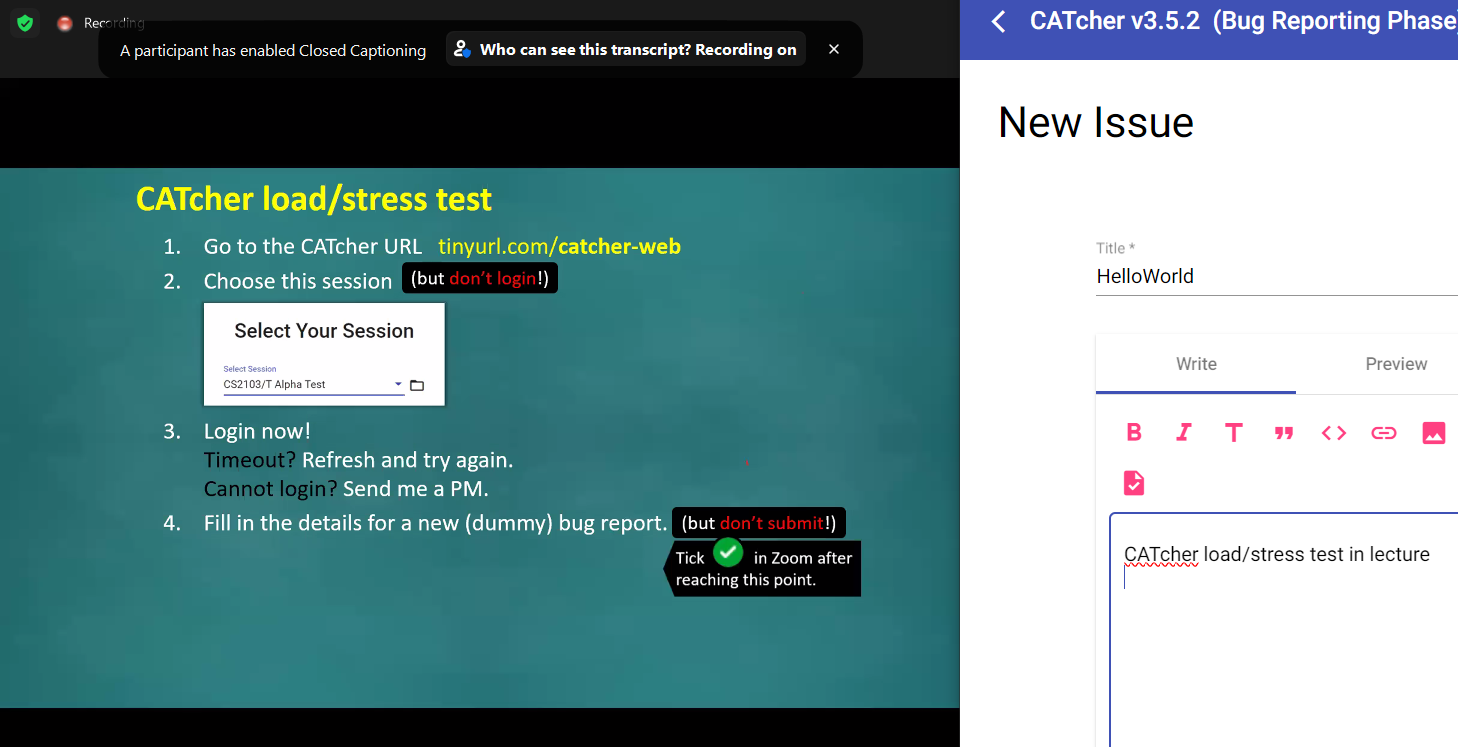 Recording
A participant has enabled Closed Captioning
Who can see this transcript? Recording on
CATcher load/stress test
1. Go to the CATcher URL tinyurl.com/catcher-web
2. Choose this session (but don't login!)
Select Your Session
Select Session
CS2103/T Alpha Test
3. Login now!
Timeout? Refresh and try again.
Cannot login? Send me a PM.
4. Fill in the details for a new (dummy) bug report. (but don't submit!)
Tick in Zoom after
reaching this point.
CATcher v3.5.2 (Bug Reporting Phase)
New Issue
Title *
HelloWorld
Write Preview
CATcher load/stress test in lecture